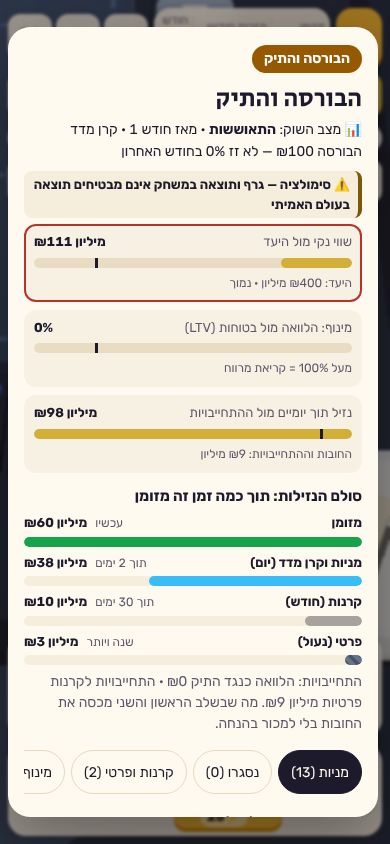 הבורסה והתיק
הבורסה והתיק
📊 מצב השוק: התאוששות · מאז חודש 1 · קרן מדד
הבורסה ₪100 — לא זז 0% בחודש האחרון
⚠️ סימולציה — גרף ותוצאה במשחק אינם מבטיחים תוצאה
בעולם האמיתי
שווי נקי מול היעד ₪111 מיליון
היעד: ₪400 מיליון · נמוך
מינוף: הלוואה מול בטוחות (LTV) 0%
מעל 100% = קריאת מרווח
נזיל תוך יומיים מול ההתחייבויות ₪98 מיליון
החובות וההתחייבויות: ₪9 מיליון
סולם הנזילות: תוך כמה זמן זה מזומן
מזומן עכשיו ₪60 מיליון
מניות וקרן מדד (יום) תוך 2 ימים ₪38 מיליון
קרנות (חודש) תוך 30 ימים ₪10 מיליון
פרטי (נעול) שנה ויותר ₪3 מיליון
התחייבויות: הלוואה כנגד התיק ₪0 · התחייבויות לקרנות
פרטיות ₪9 מיליון. מה שבשלב הראשון והשני מכסה את
החובות בלי למכור בהנחה.
מניות (13) נסגרו (0) קרנות ופרטי (2) מינוף